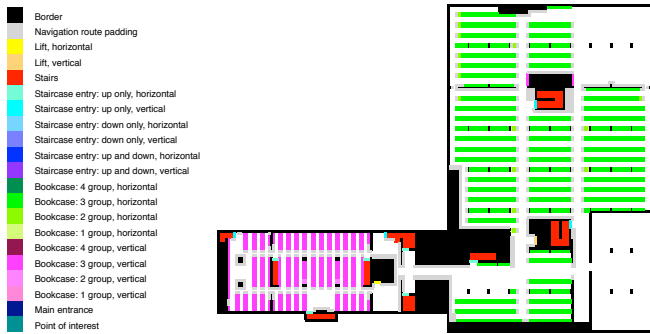 Border
Navigation route padding
Lift, horizontal
Lift, vertical
Stairs
Staircase entry: up only, horizontal
Staircase entry: up only, vertical
Staircase entry: down only, horizontal
Staircase entry: down only, vertical
Staircase entry: up and down, horizontal
Staircase entry: up and down, vertical
Bookcase: 4 group, horizontal
Bookcase: 3 group, horizontal
Bookcase: 2 group, horizontal
Bookcase: 1 group, horizontal
Bookcase: 4 group, vertical
Bookcase: 3 group, vertical
Bookcase: 2 group, vertical
Bookcase: 1 group, vertical
Main entrance
Point of interest